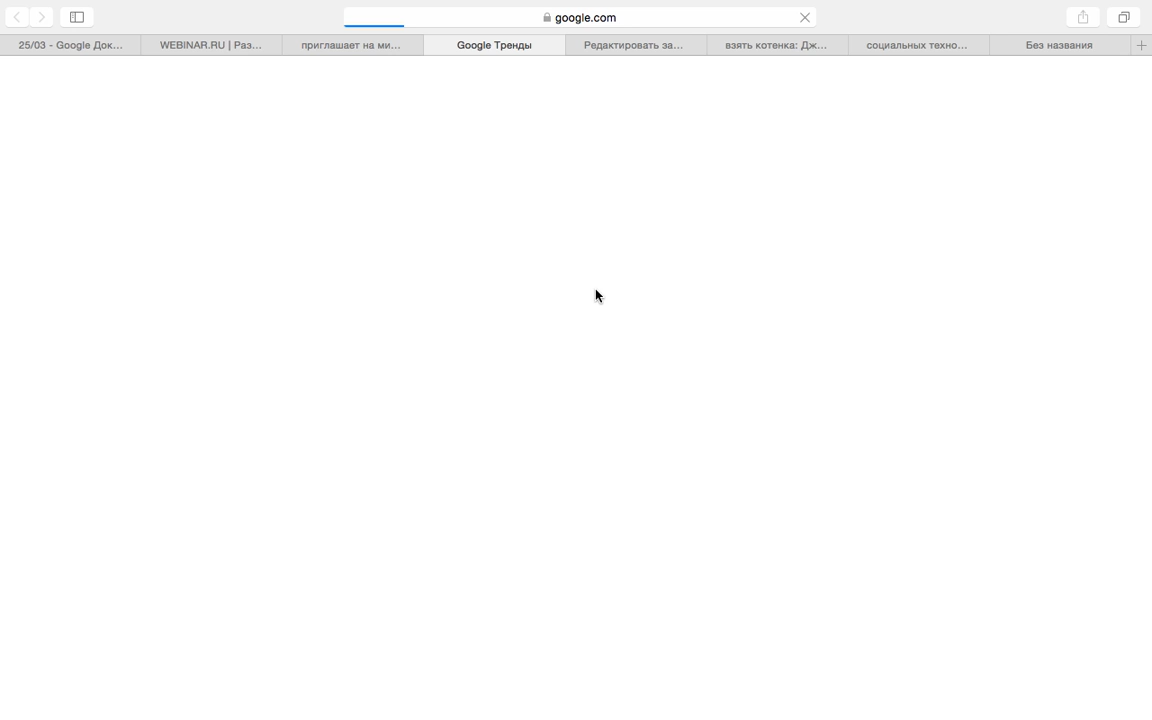 google.com
25/03 - Google Док...
WEBINAR.RU | Раз...
приглашает на ми...
Google Тренды
Редактировать за...
взять котенка: Дж...
социальных техно...
Без названия